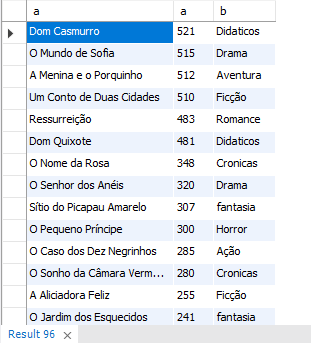 a a b
Dom Casmurro 521 Didaticos
O Mundo de Sofia 515 Drama
A Menina e o Porquinho 512 Aventura
Um Conto de Duas Cidades 510 Ficção
Ressurreição 483 Romance
Dom Quixote 481 Didaticos
O Nome da Rosa 348 Cronicas
O Senhor dos Anéis 320 Drama
Sítio do Picapau Amarelo 307 fantasia
O Pequeno Príncipe 300 Horror
O Caso dos Dez Negrinhos 285 Ação
O Sonho da Câmara Verm... 280 Cronicas
A Aliciadora Feliz 255 Ficção
O Jardim dos Esquecidos 241 fantasia
Result 96